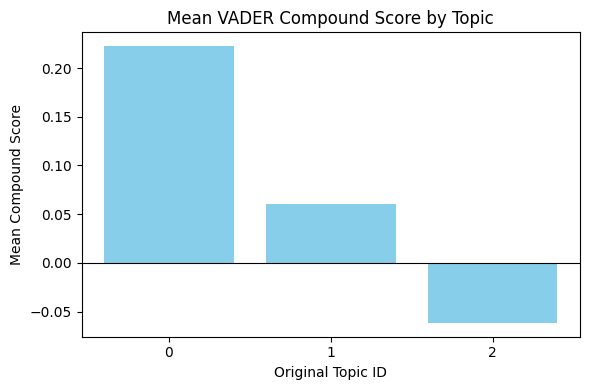 Mean VADER Compound Score by Topic
Mean Compound Score
0.20
0.15
0.10
0.05
0.00
−0.05
0 1 2
Original Topic ID